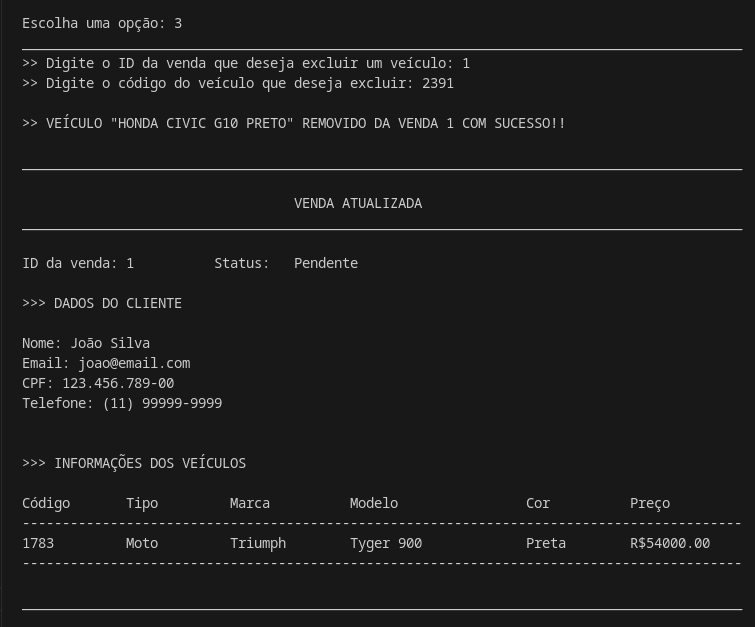 Escolha uma opção: 3
>> Digite o ID da venda que deseja excluir um veículo: 1
>> Digite o código do veículo que deseja excluir: 2391
>> VEÍCULO "HONDA CIVIC G10 PRETO" REMOVIDO DA VENDA 1 COM SUCESSO!!
VENDA ATUALIZADA
ID da venda: 1 Status: Pendente
>>> DADOS DO CLIENTE
Nome: João Silva
Email: joao@email.com
CPF: 123.456.789-00
Telefone: (11) 99999-9999
>>> INFORMAÇÕES DOS VEÍCULOS
Código Tipo Marca Modelo Cor Preço
1783 Moto Triumph Tyger 900 Preta R$54000.00